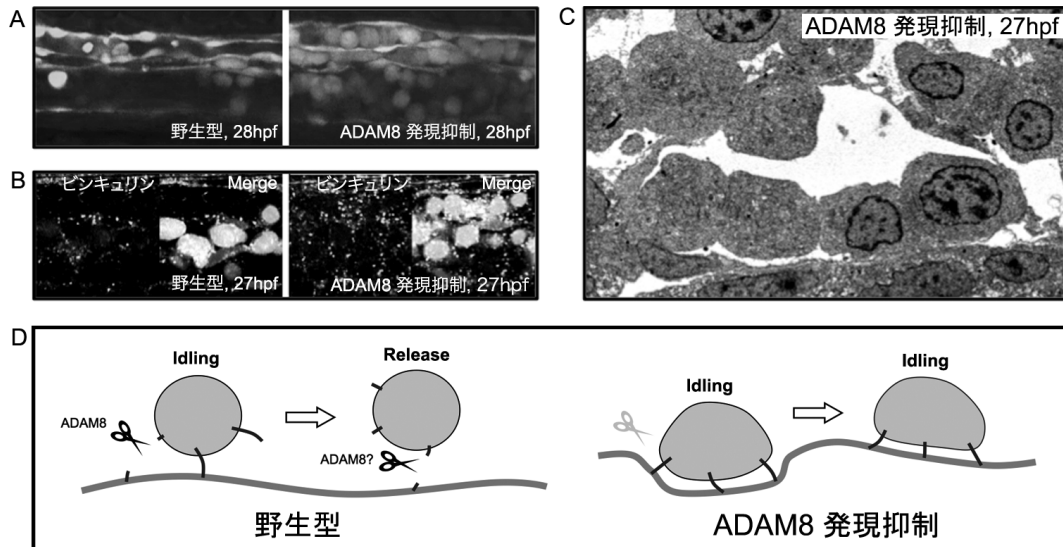 A
野生型, 28hpf
ADAM8 発現抑制, 28hpf
B
ビンキュリン
Merge
野生型, 27hpf
ビンキュリン
Merge
ADAM8 発現抑制, 27hpf
C
ADAM8 発現抑制, 27hpf
D
Idling
Release
ADAM8
ADAM8?
野生型
Idling
Idling
ADAM8 発現抑制